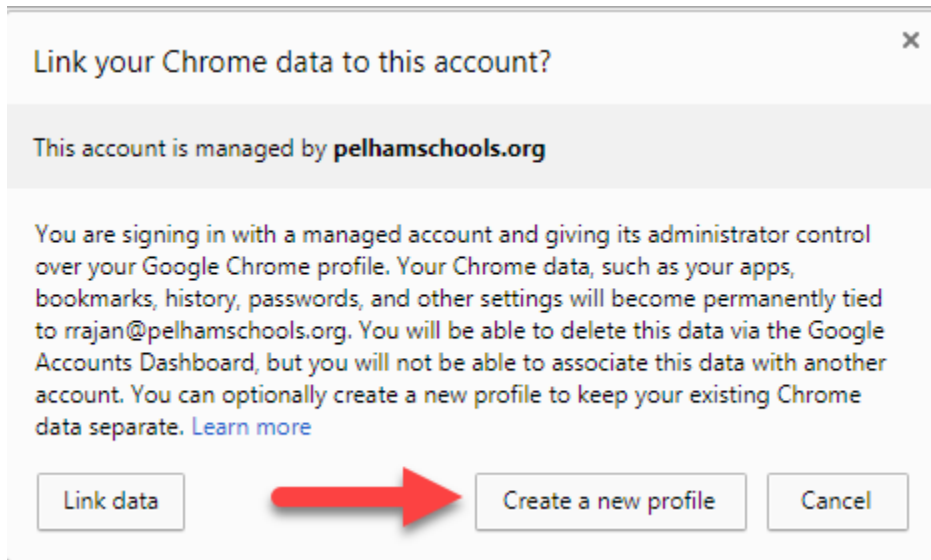 Link your Chrome data to this account?
This account is managed by pelhamschools.org
You are signing in with a managed account and giving its administrator control
over your Google Chrome profile. Your Chrome data, such as your apps,
bookmarks, history, passwords, and other settings will become permanently tied
to rrajan@pelhamschools.org. You will be able to delete this data via the Google
Accounts Dashboard, but you will not be able to associate this data with another
account. You can optionally create a new profile to keep your existing Chrome
data separate. Learn more
Link data Create a new profile Cancel